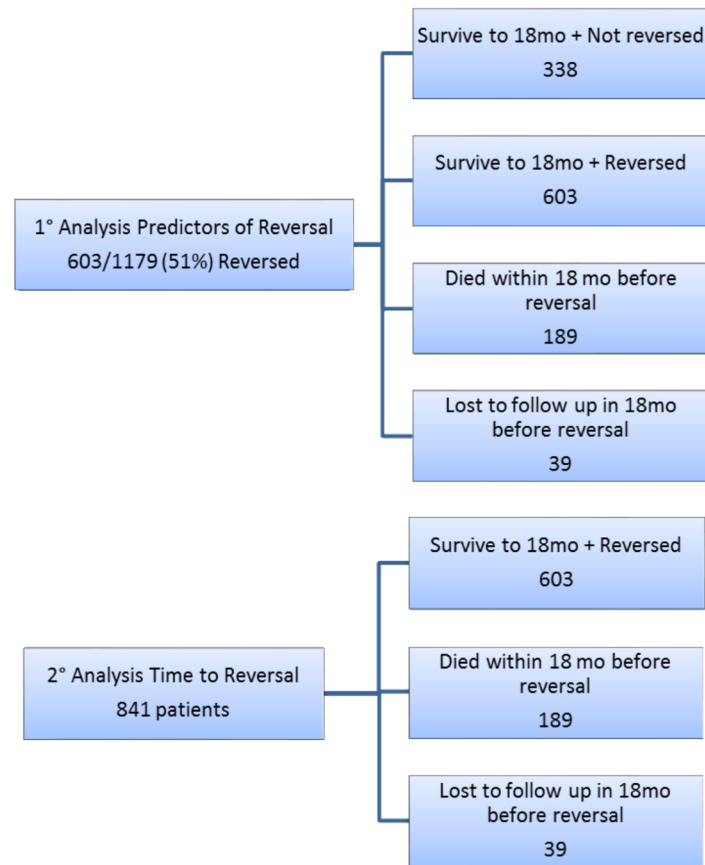 1° Analysis Predictors of Reversal
603/1179 (51%) Reversed
Survive to 18mo + Not reversed
338
Survive to 18mo + Reversed
603
Died within 18 mo before
reversal
189
Lost to follow up in 18mo
before reversal
39
2° Analysis Time to Reversal
841 patients
Survive to 18mo + Reversed
603
Died within 18 mo before
reversal
189
Lost to follow up in 18mo
before reversal
39